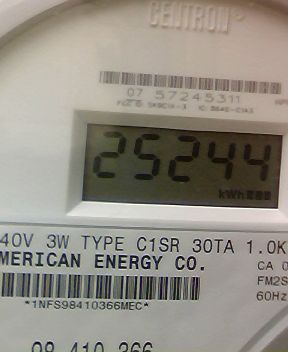 CENTRON
07 57245311
25244
kWh
40V 3W TYPE C1SR 30TA 1.0K
MERICAN ENERGY CO.
CA 0
FM2S
*1NFS98410366MEC*
60Hz
98 410 366